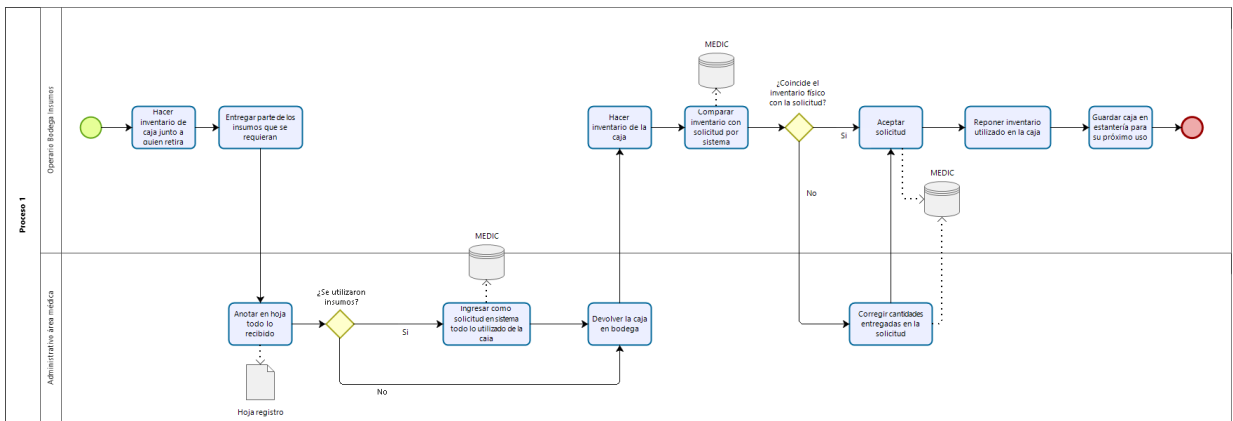 Proceso 1
Operario bodega Insumos
Hacer
inventario de
caja junto a
quien retira
Entregar parte de los
insumos que se
requieran
Hacer
inventario de la
caja
MEDIC
Comparar
inventario con
solicitud por
sistema
¿Coincide el
inventario físico
con la solicitud?
Si
No
Aceptar
solicitud
MEDIC
Reponer inventario
utilizado en la caja
Guardar caja en
estantería para
su próximo uso
Administrativo área médica
Anotar en hoja
todo lo
recibido
Hoja registro
¿Se utilizaron
insumos?
Si
No
MEDIC
Ingresar como
solicitud en sistema
todo lo utilizado de la
caja
Devolver la caja
en bodega
Corregir cantidades
entregadas en la
solicitud